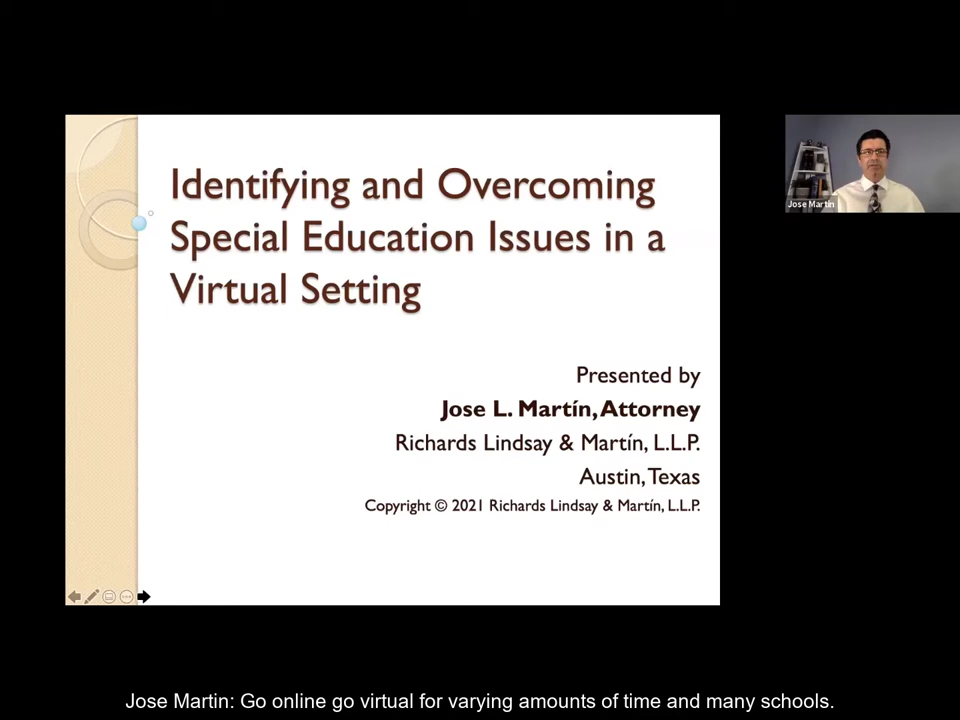 Identifying and Overcoming
Special Education Issues in a
Virtual Setting
Presented by
Jose L. Martín, Attorney
Richards Lindsay & Martín, L.L.P.
Austin, Texas
Copyright © 2021 Richards Lindsay & Martín, L.L.P.
Jose Martin
Jose Martin: Go online go virtual for varying amounts of time and many schools.